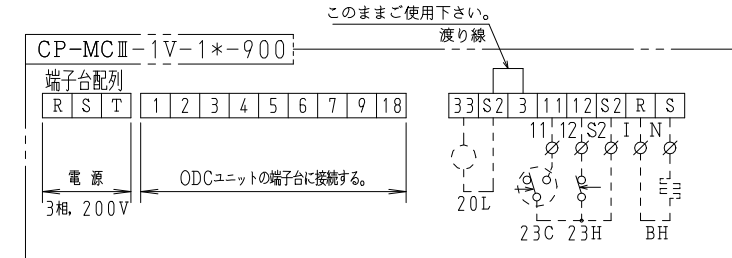 このままご使用下さい。
渡り線
CP-MCⅢ-1V-1*-900
端子台配列
R S T 1 2 3 4 5 6 7 9 18 33 S2 3 11 12 S2 R S
11 12 S2 I N
電源 ODCユニットの端子台に接続する。
3相, 200V 20L
23C 23H BH